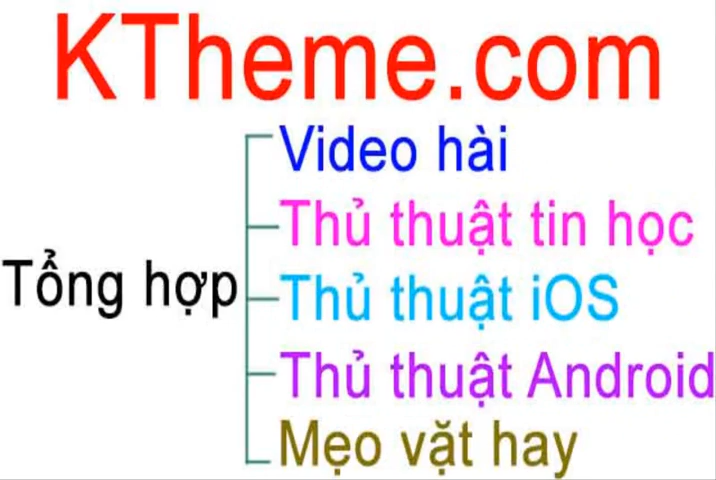 KTheme.com
Tổng hợp
Video hài
Thủ thuật tin học
Thủ thuật iOS
Thủ thuật Android
Mẹo vặt hay